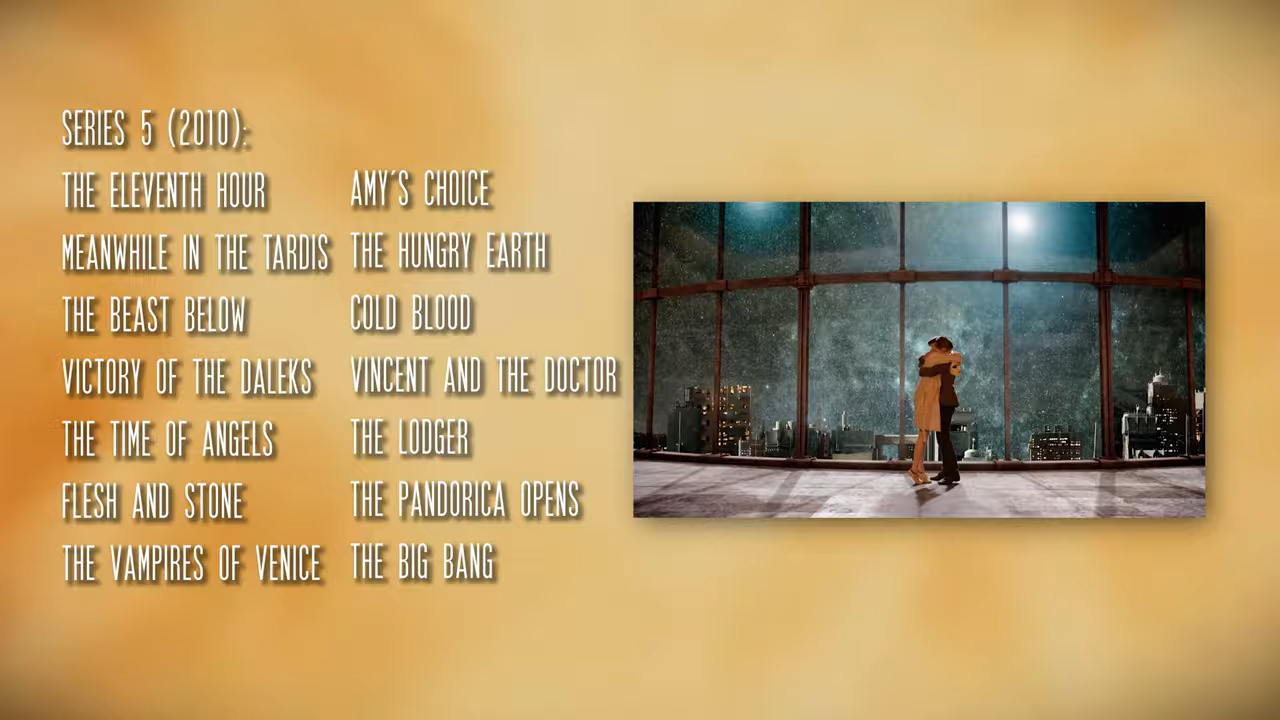 SERIES 5 (2010):
THE ELEVENTH HOUR
MEANWHILE IN THE TARDIS
THE BEAST BELOW
VICTORY OF THE DALEKS
THE TIME OF ANGELS
FLESH AND STONE
THE VAMPIRES OF VENICE
AMY'S CHOICE
THE HUNGRY EARTH
COLD BLOOD
VINCENT AND THE DOCTOR
THE LODGER
THE PANDORICA OPENS
THE BIG BANG